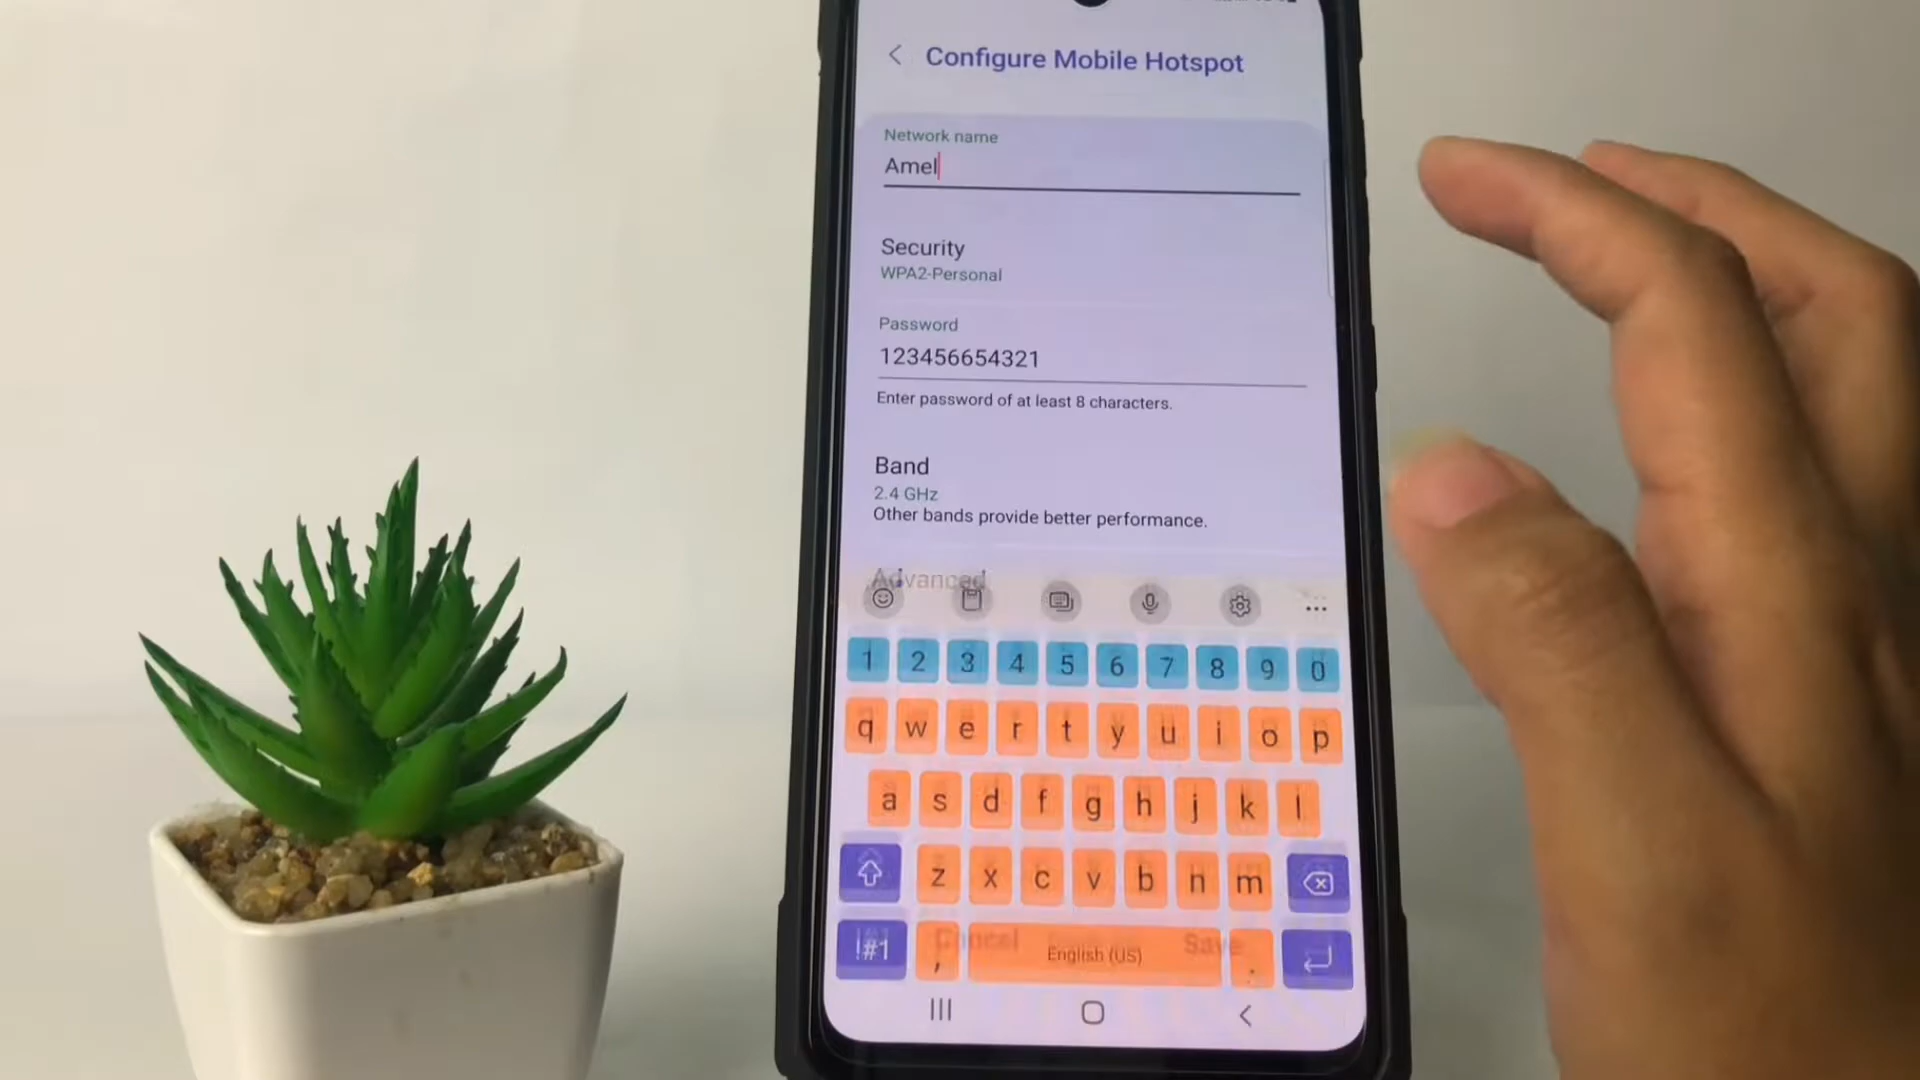 Configure Mobile Hotspot
Network name
Amel
Security
WPA2-Personal
Password
123456654321
Enter password of at least 8 characters.
Band
2.4 GHz
Other bands provide better performance.
Advanced
1 2 3 4 5 6 7 8 9 0
q w e r t y u i o p
a s d f g h j k l
z x c v b n m
Cancel Save
!#1 , English (US) .